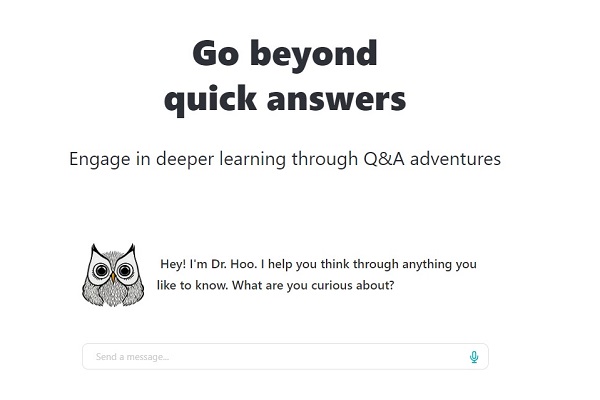 Go beyond
quick answers
Engage in deeper learning through Q&A adventures
Hey! I'm Dr. Hoo. I help you think through anything you
like to know. What are you curious about?
Send a message...